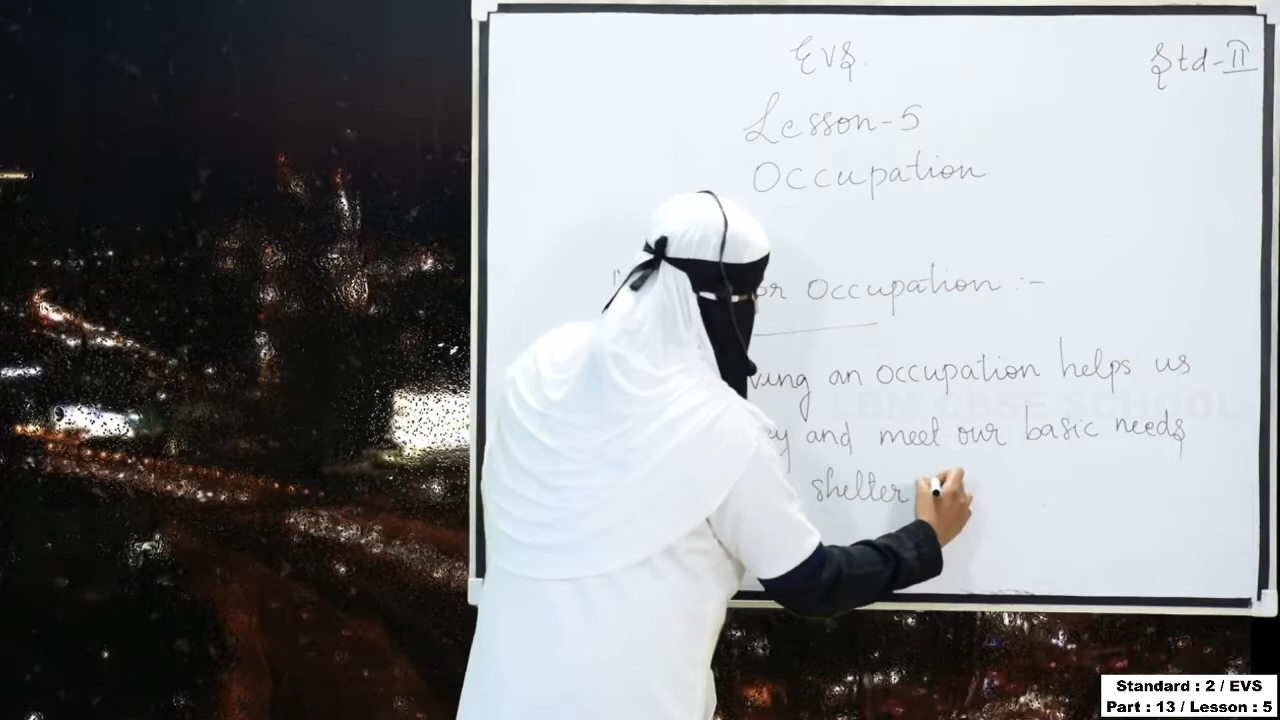 EVS.
Std-II
Lesson-5
Occupation
Occupation :-
an occupation helps us
and meet our basic needs
shelter
Standard : 2 / EVS
Part : 13 / Lesson : 5